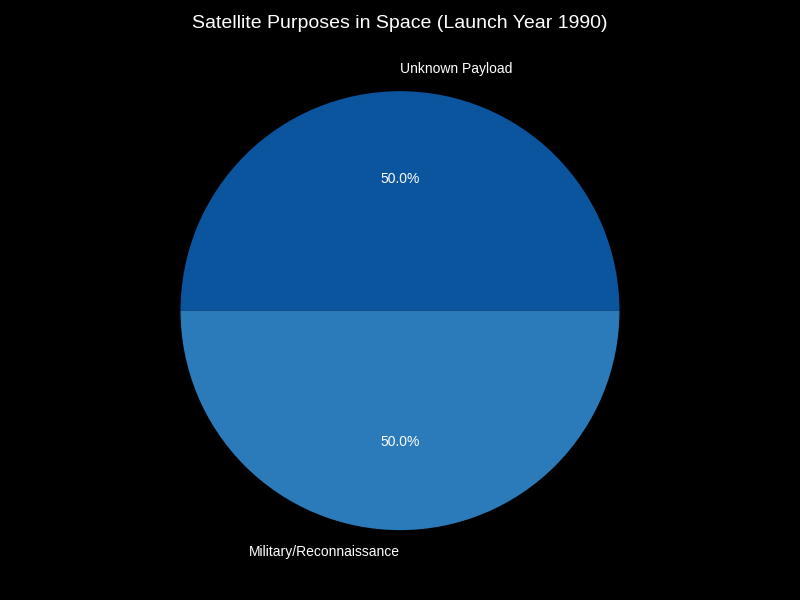 Satellite Purposes in Space (Launch Year 1990)
Unknown Payload
50.0%
50.0%
Military/Reconnaissance